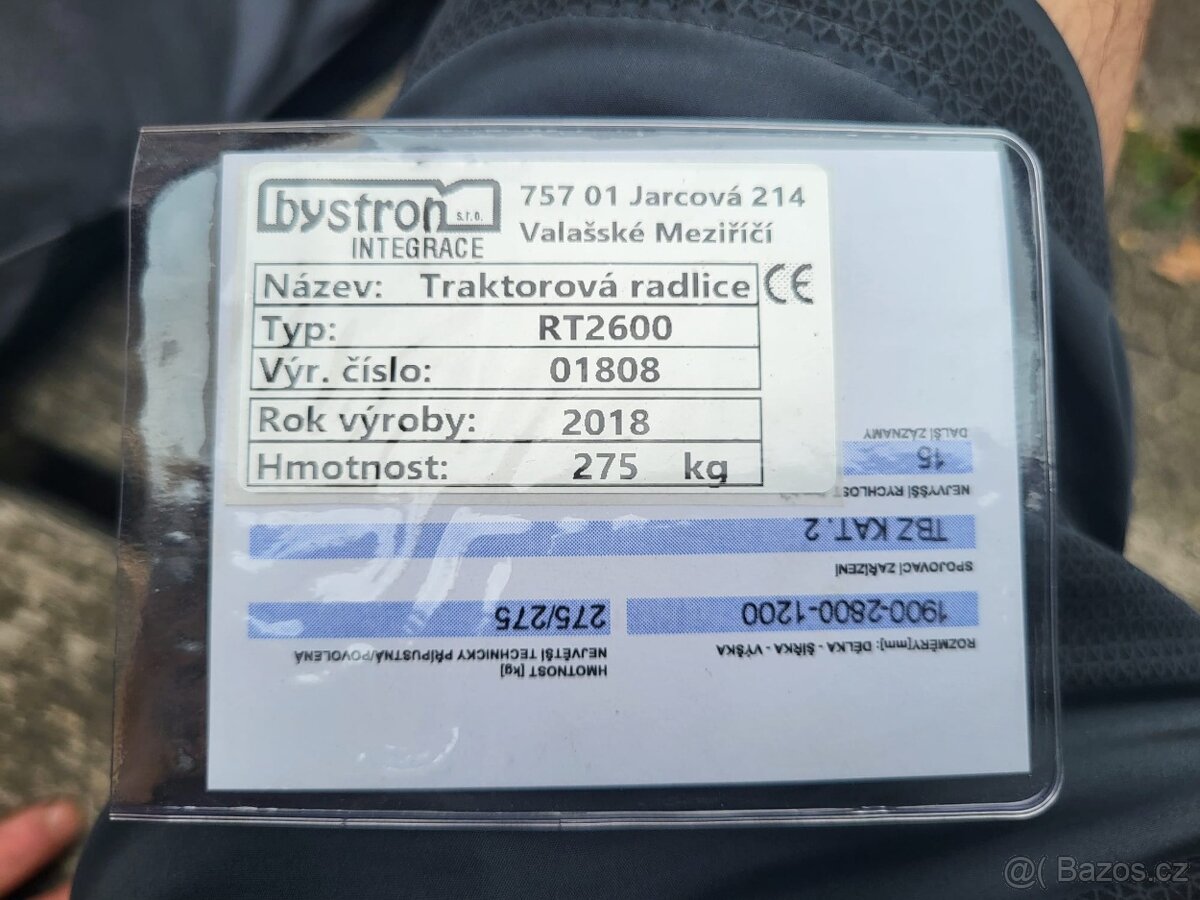 bystron s.r.o.
INTEGRACE
757 01 Jarcová 214
Valašské Meziříčí
Název: Traktorová radlice CE
Typ: RT2600
Výr. číslo: 01808
Rok výroby: 2018
Hmotnost: 275 kg
ROZMĚRY[mm]: DÉLKA - ŠÍŘKA - VÝŠKA
1900-2800-1200
HMOTNOST [kg]
NEJVĚTŠÍ TECHNICKY PŘÍPUSTNÁ/POVOLENÁ
275/275
SPOJOVACÍ ZAŘÍZENÍ
TBZ KAT. 2
NEJVYŠŠÍ RYCHLOST
15
DALŠÍ ZÁZNAMY
@( Bazos.cz